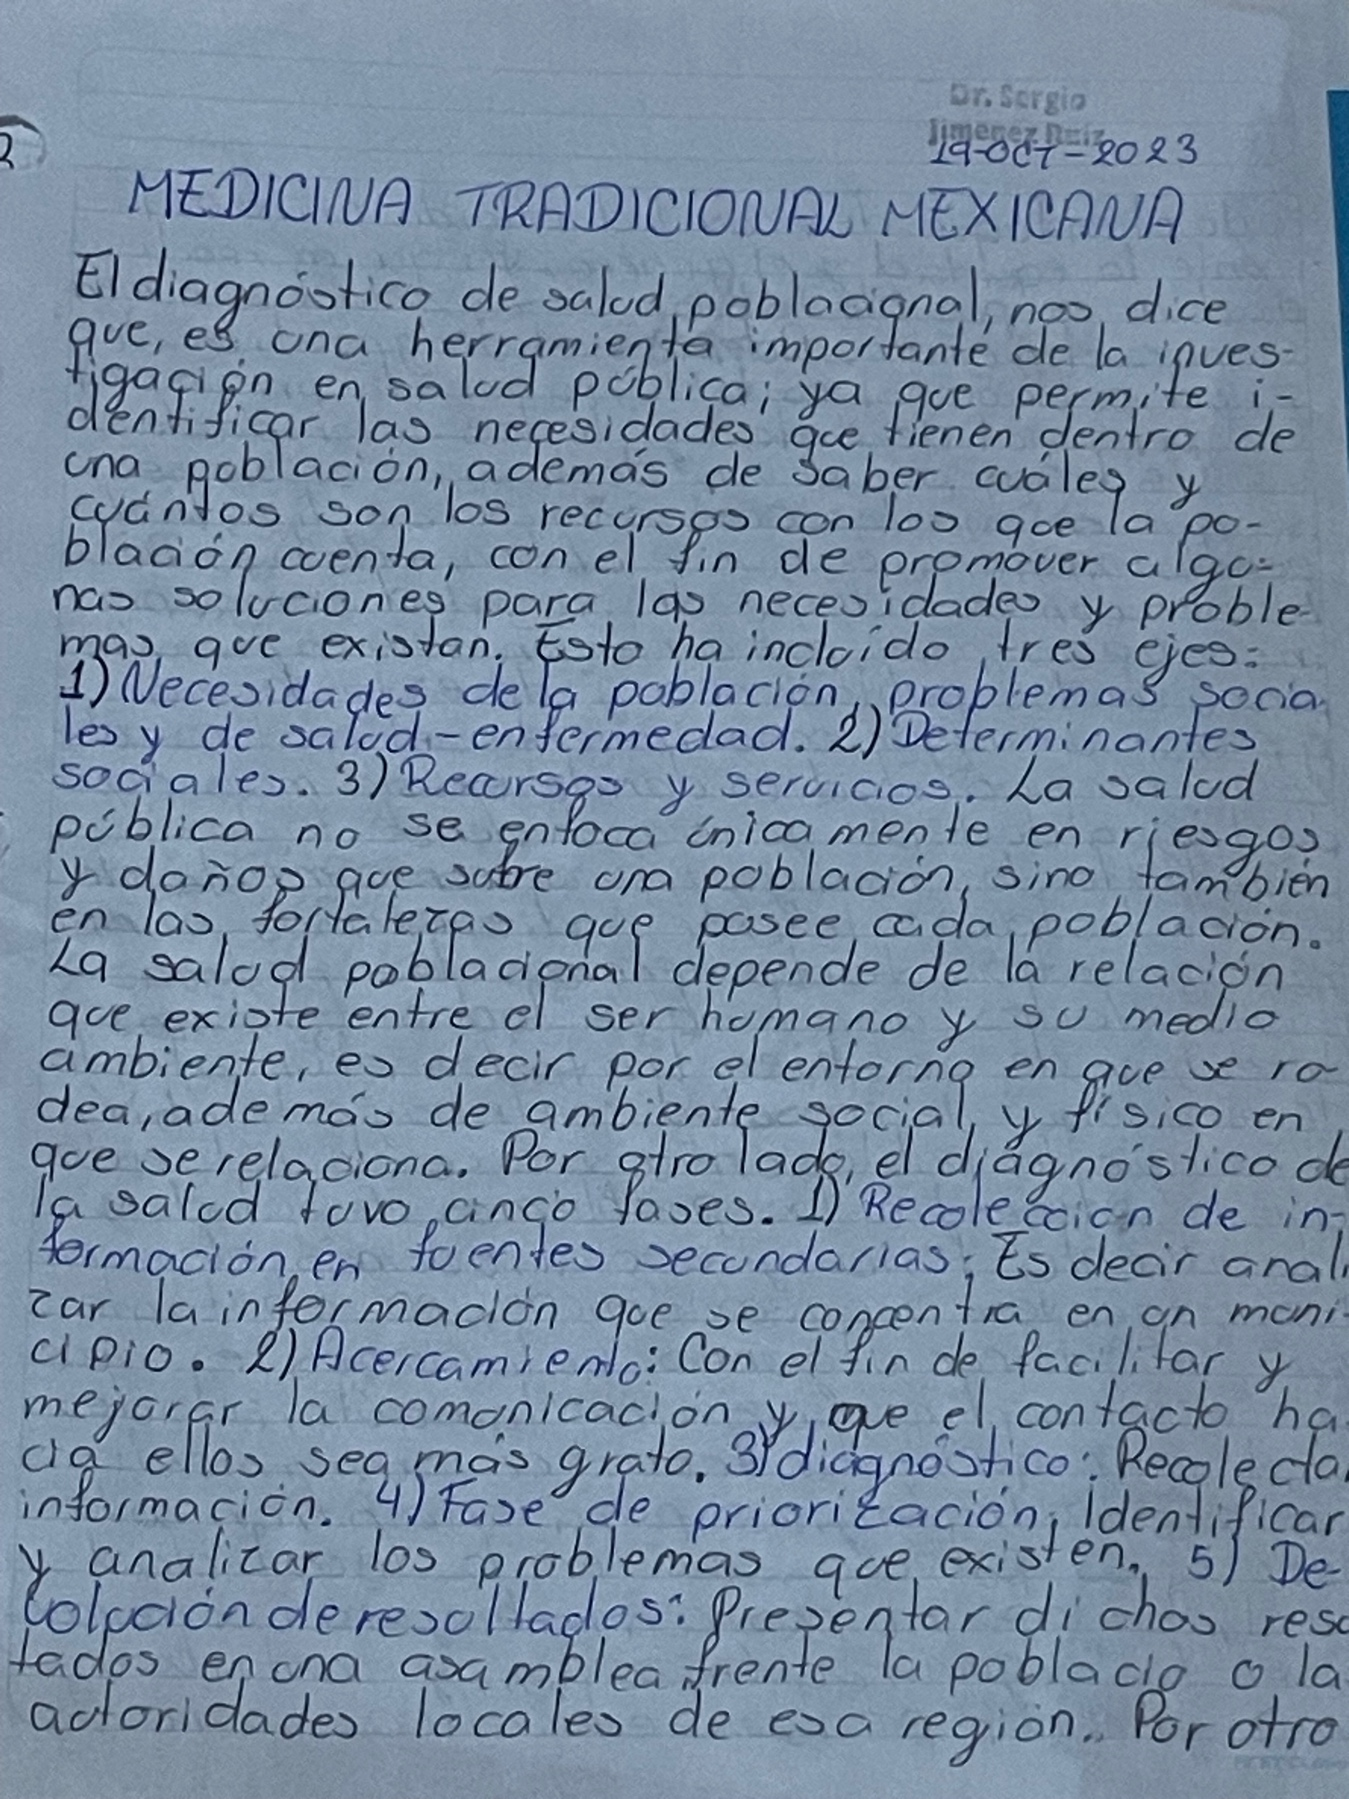 Dr. Sergio
Jimenez Ruiz
2
19-OCT-2023
MEDICINA TRADICIONAL MEXICANA
El diagnóstico de salud poblacional, nos dice
que, es una herramienta importante de la inves-
tigación en salud pública; ya que permite i-
dentificar las necesidades que tienen dentro de
una población, además de saber cuáles y
cuántos son los recursos con los que la po-
blación cuenta, con el fin de promover algu-
nas soluciones para las necesidades y proble-
mas que existan. Esto ha incluído tres ejes:
1) Necesidades de la población, problemas socia
les y de salud-enfermedad. 2) Determinantes
sociales. 3) Recursos y servicios. La salud
pública no se enfoca únicamente en riesgos
y daños que sobre una población, sino también
en las fortalezas que posee cada población.
La salud poblacional depende de la relación
que existe entre el ser humano y su medio
ambiente, es decir por el entorno en que se ro
dea, además de ambiente social y físico en
que se relaciona. Por otro lado, el diagnóstico de
la salud tuvo cinco fases. 1) Recolección de in-
formación en fuentes secundarias; Es decir anali
zar la información que se concentra en un muni-
cipio. 2) Acercamiento: Con el fin de facilitar y
mejorar la comunicación y que el contacto ha
cia ellos sea más grato. 3) diagnóstico: Recolectar
información. 4) Fase de priorización; Identificar
y analizar los problemas que existen. 5) De-
volución de resultados: Presentar dichos resu
tados en una asamblea frente la població o la
autoridades locales de esa región. Por otro